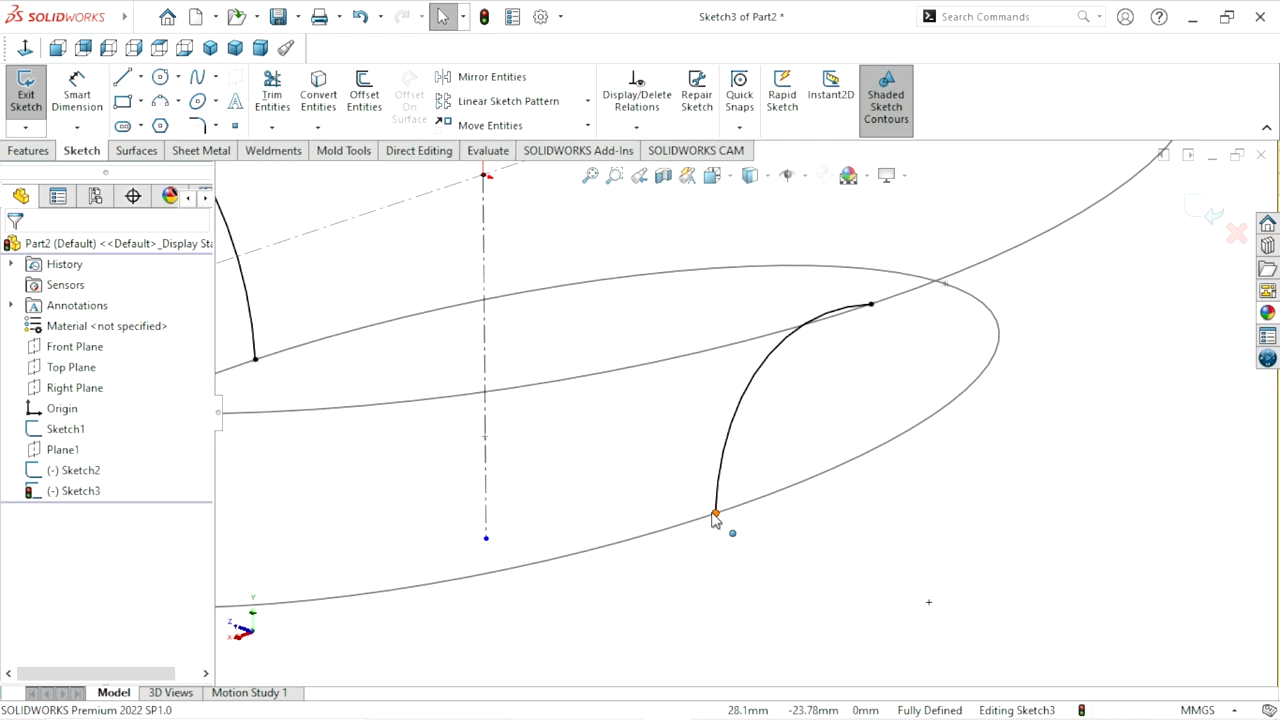 SOLIDWORKS
Sketch3 of Part2 *
Search Commands
Exit Sketch
Smart Dimension
Trim Entities
Convert Entities
Offset Entities
Offset On Surface
Mirror Entities
Linear Sketch Pattern
Move Entities
Display/Delete Relations
Repair Sketch
Quick Snaps
Rapid Sketch
Instant2D
Shaded Sketch Contours
Features
Sketch
Surfaces
Sheet Metal
Weldments
Mold Tools
Direct Editing
Evaluate
SOLIDWORKS Add-Ins
SOLIDWORKS CAM
Part2 (Default) <<Default>_Display Sta
History
Sensors
Annotations
Material <not specified>
Front Plane
Top Plane
Right Plane
Origin
Sketch1
Plane1
(-) Sketch2
(-) Sketch3
Y
Z
X
Model
3D Views
Motion Study 1
SOLIDWORKS Premium 2022 SP1.0
28.1mm
-23.78mm
0mm
Fully Defined
Editing Sketch3
MMGS